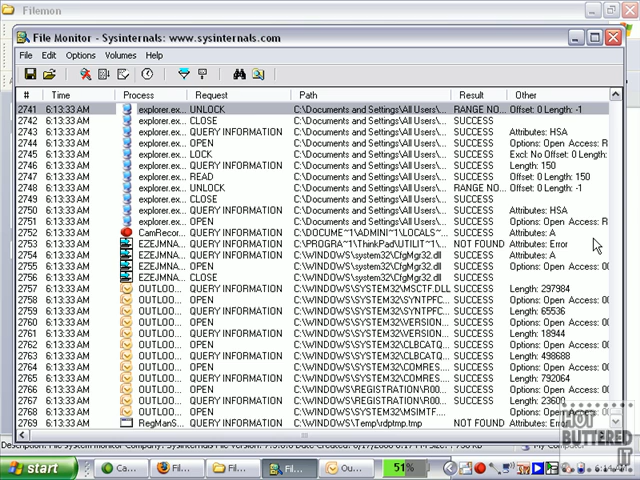 Filemon
File Monitor - Sysinternals: www.sysinternals.com
File Edit Options Volumes Help
# Time Process Request Path Result Other
2741 6:13:33 AM explorer.ex... UNLOCK C:\Documents and Settings\All Users\... RANGE NO... Offset: 0 Length: -1
2742 6:13:33 AM explorer.ex... CLOSE C:\Documents and Settings\All Users\... SUCCESS
2743 6:13:33 AM explorer.ex... QUERY INFORMATION C:\Documents and Settings\All Users\... SUCCESS Attributes: HSA
2744 6:13:33 AM explorer.ex... OPEN C:\Documents and Settings\All Users\... SUCCESS Options: Open Access: R
2745 6:13:33 AM explorer.ex... LOCK C:\Documents and Settings\All Users\... SUCCESS Excl: No Offset: 0 Length:
2746 6:13:33 AM explorer.ex... QUERY INFORMATION C:\Documents and Settings\All Users\... SUCCESS Length: 150
2747 6:13:33 AM explorer.ex... READ C:\Documents and Settings\All Users\... SUCCESS Offset: 0 Length: 150
2748 6:13:33 AM explorer.ex... UNLOCK C:\Documents and Settings\All Users\... RANGE NO... Offset: 0 Length: -1
2749 6:13:33 AM explorer.ex... CLOSE C:\Documents and Settings\All Users\... SUCCESS
2750 6:13:33 AM explorer.ex... QUERY INFORMATION C:\Documents and Settings\All Users\... SUCCESS Attributes: HSA
2751 6:13:33 AM explorer.ex... OPEN C:\Documents and Settings\All Users\... SUCCESS Options: Open Access: R
2752 6:13:33 AM CamRecor... QUERY INFORMATION C:\DOCUME~1\ADMINI~1\LOCALS~... SUCCESS Attributes: A
2753 6:13:33 AM EZEJMNA... QUERY INFORMATION C:\PROGRA~1\ThinkPad\UTILIT~1\... NOT FOUND Attributes: Error
2754 6:13:33 AM EZEJMNA... QUERY INFORMATION C:\WINDOWS\system32\CfgMgr32.dll SUCCESS Attributes: A
2755 6:13:33 AM EZEJMNA... OPEN C:\WINDOWS\system32\CfgMgr32.dll SUCCESS Options: Open Access: 00
2756 6:13:33 AM EZEJMNA... CLOSE C:\WINDOWS\system32\CfgMgr32.dll SUCCESS
2757 6:13:33 AM OUTLOO... QUERY INFORMATION C:\WINDOWS\SYSTEM32\MSCTF.DLL SUCCESS Length: 297984
2758 6:13:33 AM OUTLOO... OPEN C:\WINDOWS\SYSTEM32\SYNTPFC... SUCCESS Options: Open Access: 00
2759 6:13:33 AM OUTLOO... QUERY INFORMATION C:\WINDOWS\SYSTEM32\SYNTPFC... SUCCESS Length: 65536
2760 6:13:33 AM OUTLOO... OPEN C:\WINDOWS\SYSTEM32\VERSION... SUCCESS Options: Open Access: 00
2761 6:13:33 AM OUTLOO... QUERY INFORMATION C:\WINDOWS\SYSTEM32\VERSION... SUCCESS Length: 18944
2762 6:13:33 AM OUTLOO... OPEN C:\WINDOWS\SYSTEM32\CLBCATQ... SUCCESS Options: Open Access: 00
2763 6:13:33 AM OUTLOO... QUERY INFORMATION C:\WINDOWS\SYSTEM32\CLBCATQ... SUCCESS Length: 498688
2764 6:13:33 AM OUTLOO... OPEN C:\WINDOWS\SYSTEM32\COMRES... SUCCESS Options: Open Access: 00
2765 6:13:33 AM OUTLOO... QUERY INFORMATION C:\WINDOWS\SYSTEM32\COMRES... SUCCESS Length: 792064
2766 6:13:33 AM OUTLOO... OPEN C:\WINDOWS\REGISTRATION\R00... SUCCESS Options: Open Access: 00
2767 6:13:33 AM OUTLOO... QUERY INFORMATION C:\WINDOWS\REGISTRATION\R00... SUCCESS Length: 23600
2768 6:13:33 AM OUTLOO... OPEN C:\WINDOWS\SYSTEM32\MSIMTF.... SUCCESS Options: Open Access: 00
2769 6:13:33 AM RegManS... QUERY INFORMATION C:\WINDOWS\Temp\rdptmp.tmp NOT FOUND Attributes: Error
HOT BUTTERED IT
start Ca... Fire... Fil... File... Ou... 51% 6:14 AM